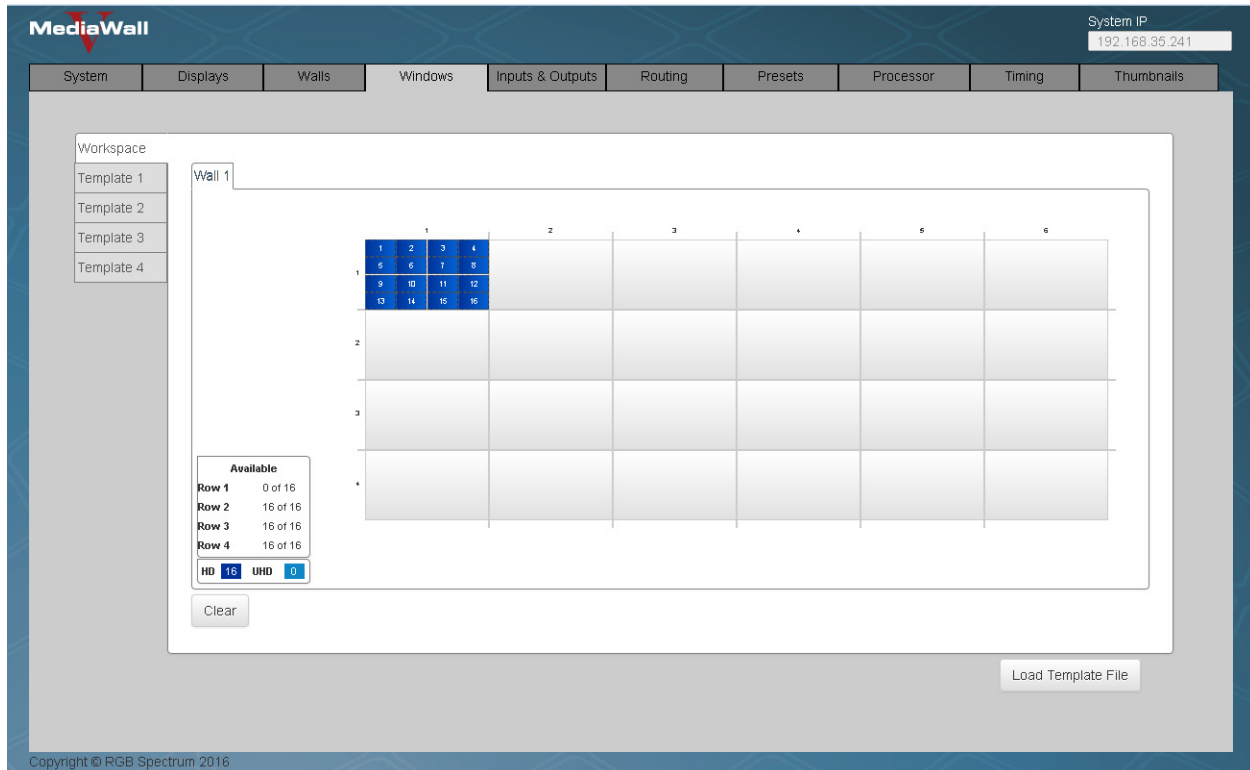 MediaWall
V
System IP
192.168.35.241
System Displays Walls Windows Inputs & Outputs Routing Presets Processor Timing Thumbnails
Workspace
Template 1
Template 2
Template 3
Template 4
Wall 1
1 2 3 4 5 6
1
1 2 3 4
5 6 7 8
9 10 11 12
13 14 15 16
2
3
4
Available
Row 1 0 of 16
Row 2 16 of 16
Row 3 16 of 16
Row 4 16 of 16
HD 16 UHD 0
Clear
Load Template File
Copyright © RGB Spectrum 2016